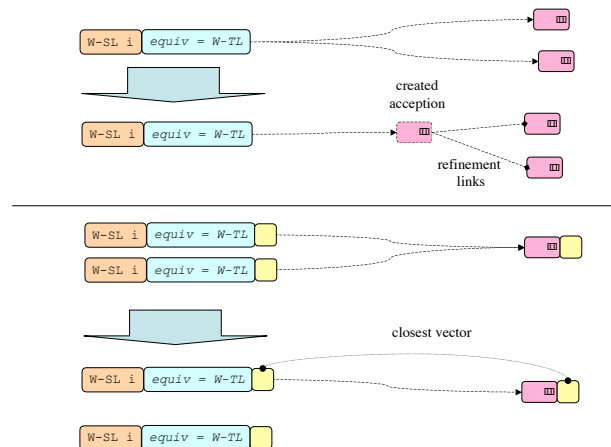 W-SL i equiv = W-TL
created
acception
W-SL i equiv = W-TL
refinement
links
W-SL i equiv = W-TL
W-SL i equiv = W-TL
closest vector
W-SL i equiv = W-TL
W-SL i equiv = W-TL